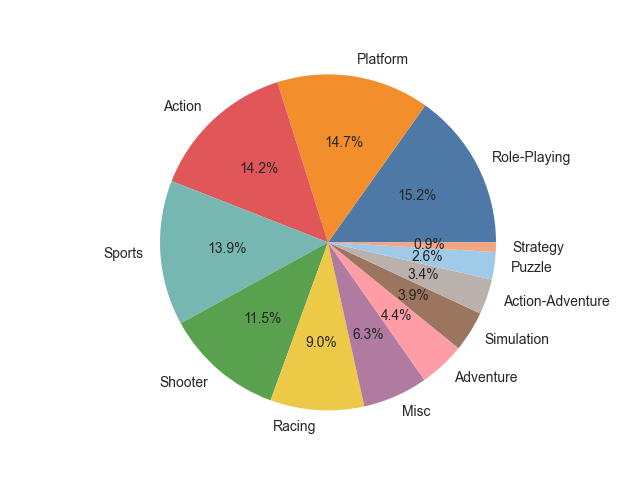 Platform
Action
14.7%
Role-Playing
14.2%
15.2%
Sports
13.9%
0.9%
Strategy
2.6%
Puzzle
3.4%
Action-Adventure
3.9%
11.5%
4.4%
6.3%
9.0%
Simulation
Shooter
Adventure
Misc
Racing